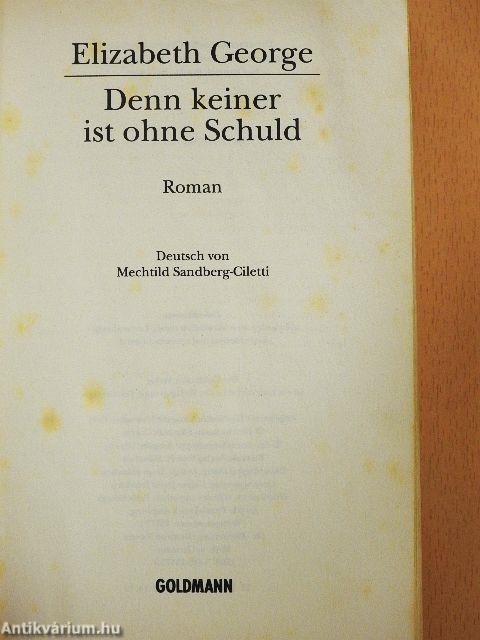 Elizabeth George
Denn keiner
ist ohne Schuld
Roman
Deutsch von
Mechtild Sandberg-Ciletti
GOLDMANN
Antikvárium.hu